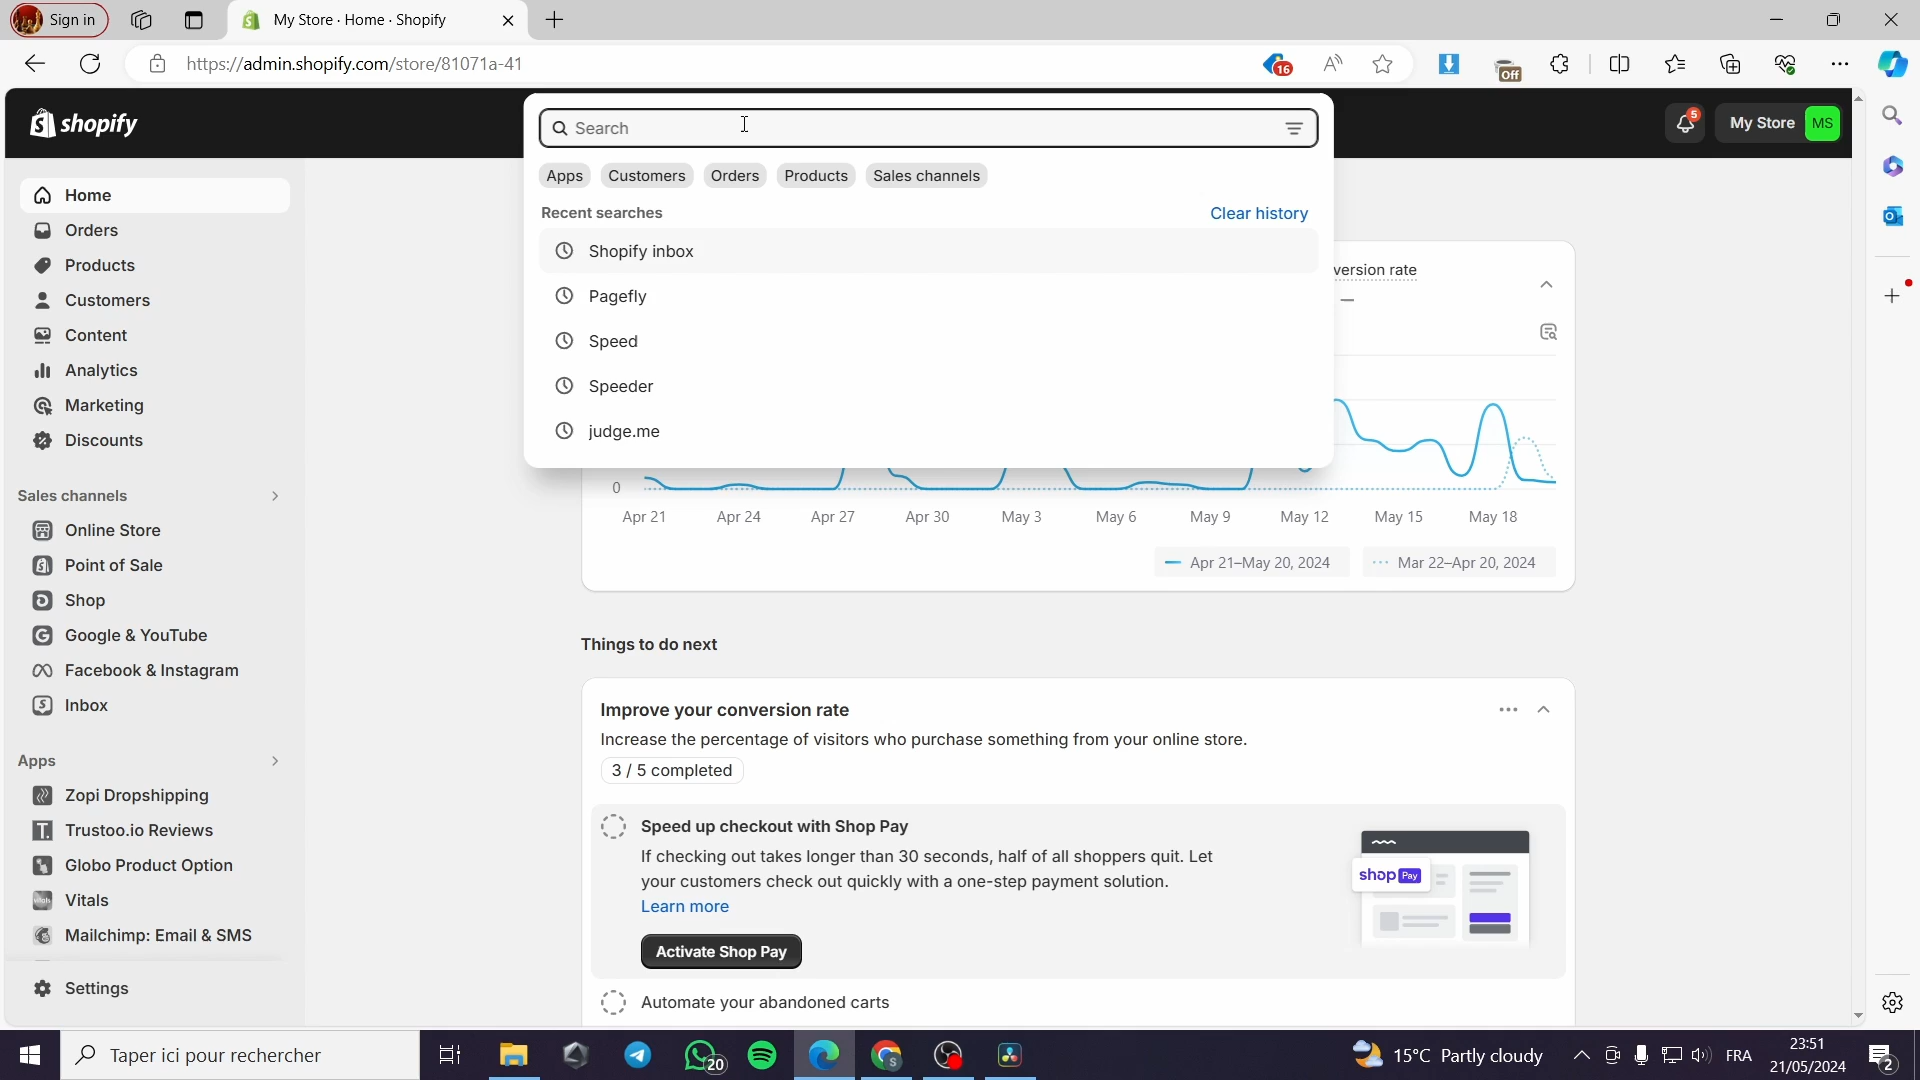 Sign in
My Store · Home · Shopify
https://admin.shopify.com/store/81071a-41
16
Off
shopify
Search
5
My Store
MS
Apps
Customers
Orders
Products
Sales channels
Recent searches
Clear history
Shopify inbox
Pagefly
Speed
Speeder
judge.me
Home
Orders
Products
Customers
Content
Analytics
Marketing
Discounts
Sales channels
Online Store
Point of Sale
Shop
Google & YouTube
Facebook & Instagram
Inbox
Apps
Zopi Dropshipping
Trustoo.io Reviews
Globo Product Option
Vitals
Mailchimp: Email & SMS
Settings
version rate
—
0
Apr 21 Apr 24 Apr 27 Apr 30 May 3 May 6 May 9 May 12 May 15 May 18
Apr 21–May 20, 2024
Mar 22–Apr 20, 2024
Things to do next
Improve your conversion rate
Increase the percentage of visitors who purchase something from your online store.
3 / 5 completed
Speed up checkout with Shop Pay
If checking out takes longer than 30 seconds, half of all shoppers quit. Let
your customers check out quickly with a one-step payment solution.
Learn more
Activate Shop Pay
shop Pay
Automate your abandoned carts
Taper ici pour rechercher
20
15°C Partly cloudy
FRA
23:51
21/05/2024
2